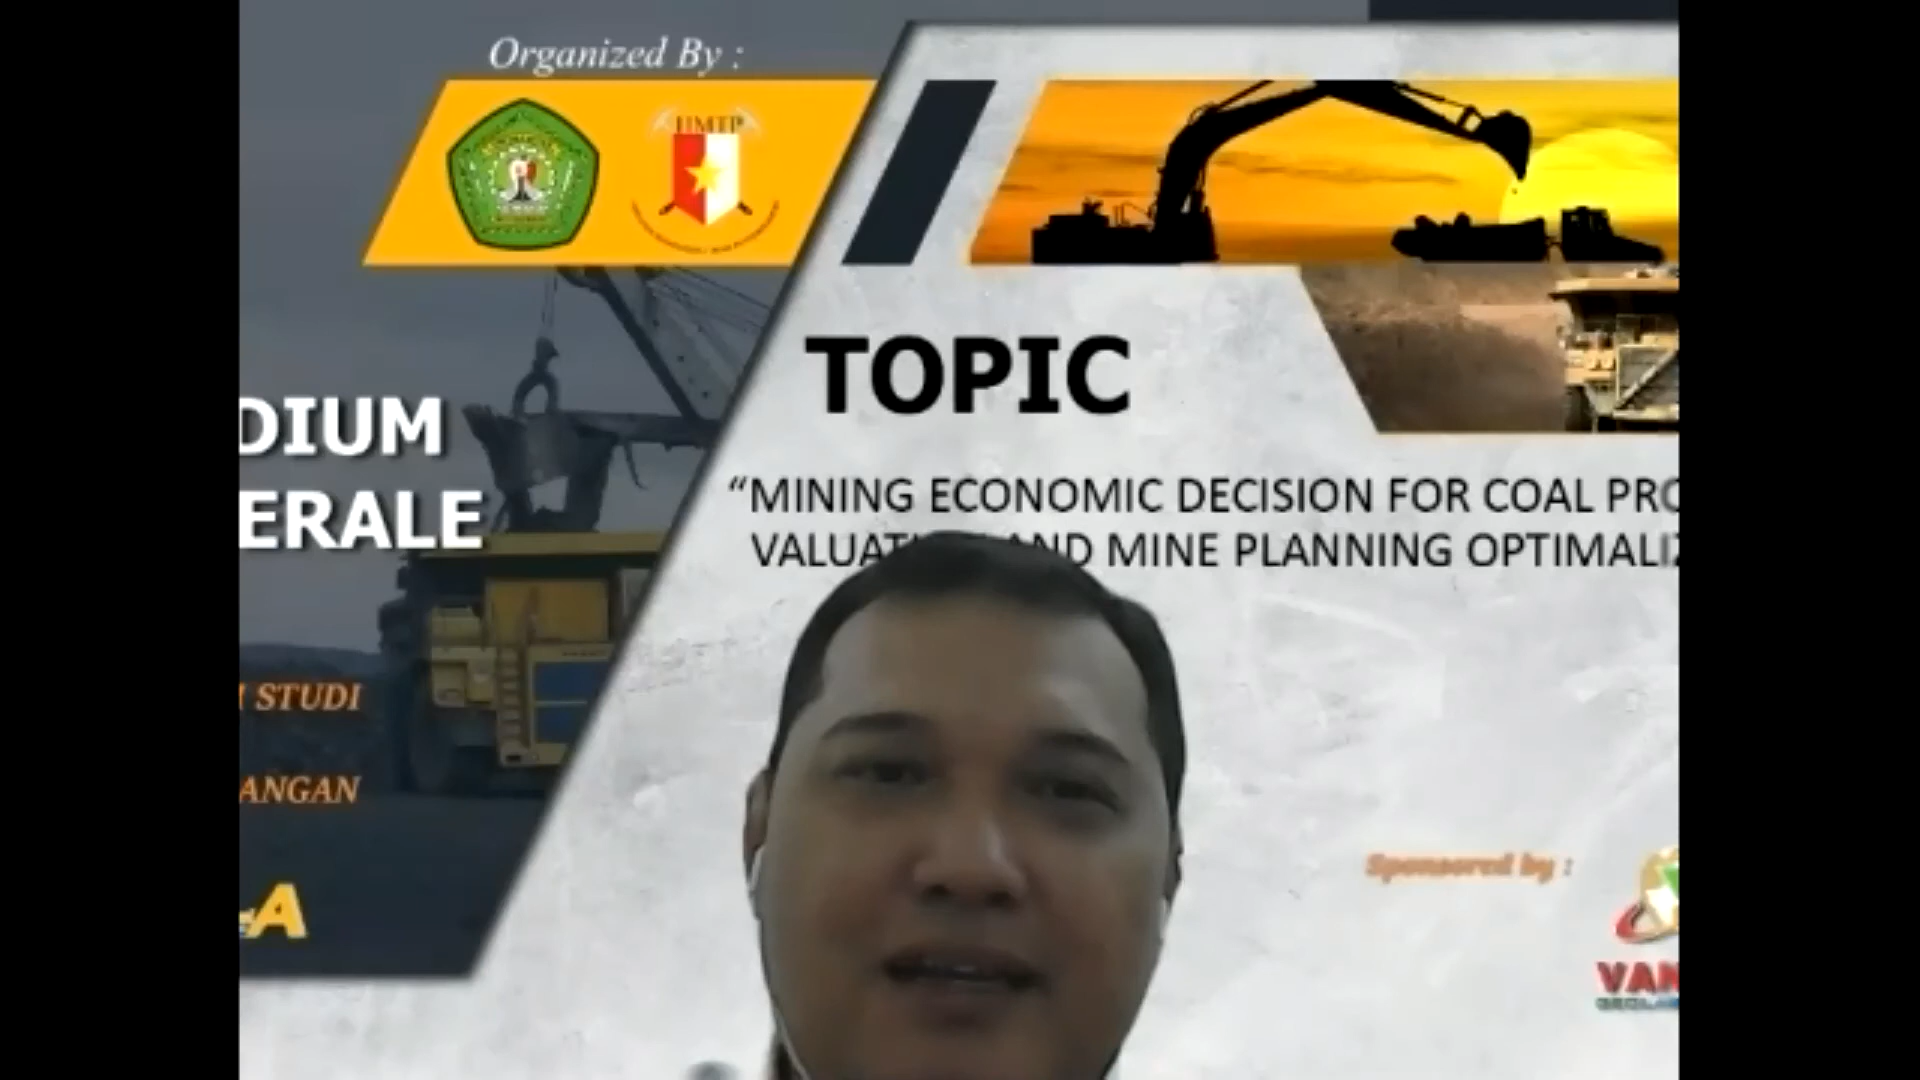 Organized By :
HMTP
TOPIC
DIUM
ERALE
“MINING ECONOMIC DECISION FOR COAL PRO
AND MINE PLANNING OPTIMALIZ
STUDI
ANGAN
A
Sponsored by :
VAN